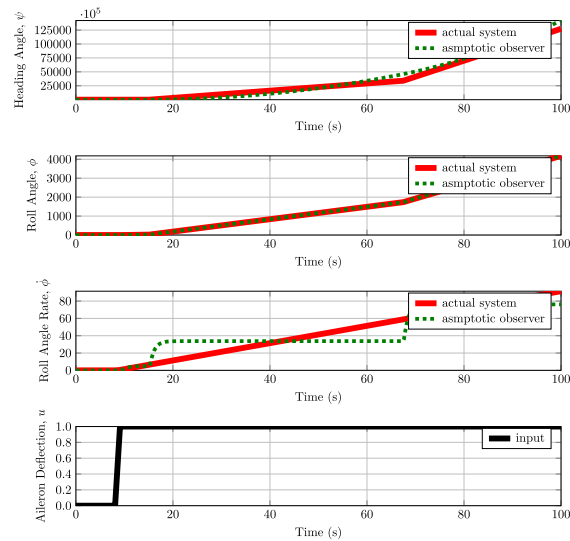 ·10⁵
Heading Angle, ψ
125000
100000
75000
50000
25000
actual system
asmptotic observer
0 20 40 60 80 100
Time (s)
Roll Angle, ϕ
4000
3000
2000
1000
0
actual system
asmptotic observer
0 20 40 60 80 100
Time (s)
Roll Angle Rate, ϕ̇
80
60
40
20
0
actual system
asmptotic observer
0 20 40 60 80 100
Time (s)
Aileron Deflection, u
1.0
0.8
0.6
0.4
0.2
0.0
input
0 20 40 60 80 100
Time (s)